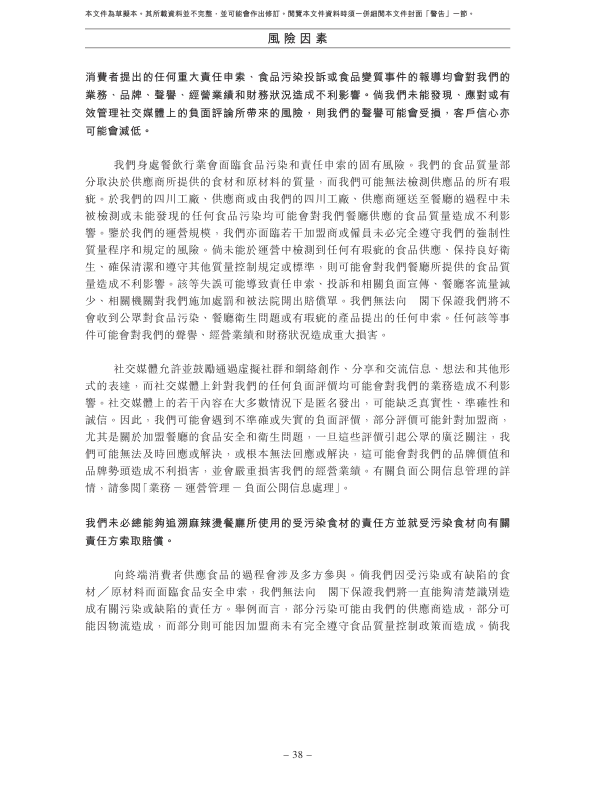 本文件為草擬本。其所載資料並不完整，並可能會作出修訂。閱覽本文件資料時須一併細閱本文件封面「警告」一節。
風險因素
消費者提出的任何重大責任申索、食品污染投訴或食品變質事件的報導均會對我們的
業務、品牌、聲譽、經營業績和財務狀況造成不利影響。倘我們未能發現、應對或有
效管理社交媒體上的負面評論所帶來的風險，則我們的聲譽可能會受損，客戶信心亦
可能會減低。
我們身處餐飲行業會面臨食品污染和責任申索的固有風險。我們的食品質量部
分取決於供應商所提供的食材和原材料的質量，而我們可能無法檢測供應品的所有瑕
疵。於我們的四川工廠、供應商或由我們的四川工廠、供應商運送至餐廳的過程中未
被檢測或未能發現的任何食品污染均可能會對我們餐廳供應的食品質量造成不利影
響。鑒於我們的運營規模，我們亦面臨若干加盟商或僱員未必完全遵守我們的強制性
質量程序和規定的風險。倘未能於運營中檢測到任何有瑕疵的食品供應、保持良好衛
生、確保清潔和遵守其他質量控制規定或標準，則可能會對我們餐廳所提供的食品質
量造成不利影響。該等失誤可能導致責任申索、投訴和相關負面宣傳、餐廳客流量減
少、相關機關對我們施加處罰和被法院開出賠償單。我們無法向　閣下保證我們將不
會收到公眾對食品污染、餐廳衛生問題或有瑕疵的產品提出的任何申索。任何該等事
件可能會對我們的聲譽、經營業績和財務狀況造成重大損害。
社交媒體允許並鼓勵通過虛擬社群和網絡創作、分享和交流信息、想法和其他形
式的表達，而社交媒體上針對我們的任何負面評價均可能會對我們的業務造成不利影
響。社交媒體上的若干內容在大多數情況下是匿名發出，可能缺乏真實性、準確性和
誠信。因此，我們可能會遇到不準確或失實的負面評價，部分評價可能針對加盟商，
尤其是關於加盟餐廳的食品安全和衛生問題，一旦這些評價引起公眾的廣泛關注，我
們可能無法及時回應或解決，或根本無法回應或解決，這可能會對我們的品牌價值和
品牌勢頭造成不利損害，並會嚴重損害我們的經營業績。有關負面公開信息管理的詳
情，請參閱「業務－運營管理－負面公開信息處理」。
我們未必總能夠追溯麻辣燙餐廳所使用的受污染食材的責任方並就受污染食材向有關
責任方索取賠償。
向終端消費者供應食品的過程會涉及多方參與。倘我們因受污染或有缺陷的食
材／原材料而面臨食品安全申索，我們無法向　閣下保證我們將一直能夠清楚識別造
成有關污染或缺陷的責任方。舉例而言，部分污染可能由我們的供應商造成，部分可
能因物流造成，而部分則可能因加盟商未有完全遵守食品質量控制政策而造成。倘我
– 38 –